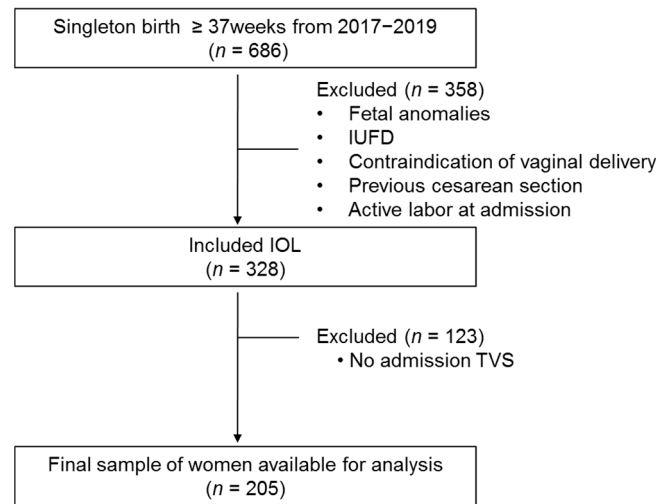 Singleton birth ≥ 37weeks from 2017−2019
(n = 686)
Excluded (n = 358)
• Fetal anomalies
• IUFD
• Contraindication of vaginal delivery
• Previous cesarean section
• Active labor at admission
Included IOL
(n = 328)
Excluded (n = 123)
• No admission TVS
Final sample of women available for analysis
(n = 205)